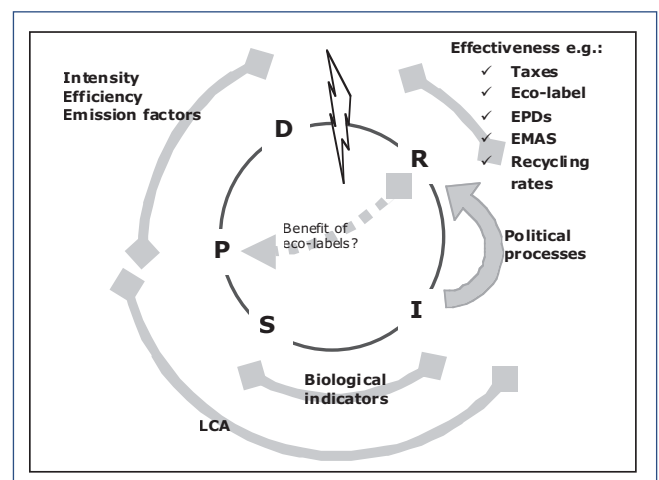 Effectiveness e.g.:
✓ Taxes
✓ Eco-label
✓ EPDs
✓ EMAS
✓ Recycling
rates
Intensity
Efficiency
Emission factors
D
R
Benefit of
eco-labels?
P
Political
processes
I
S
Biological
indicators
LCA